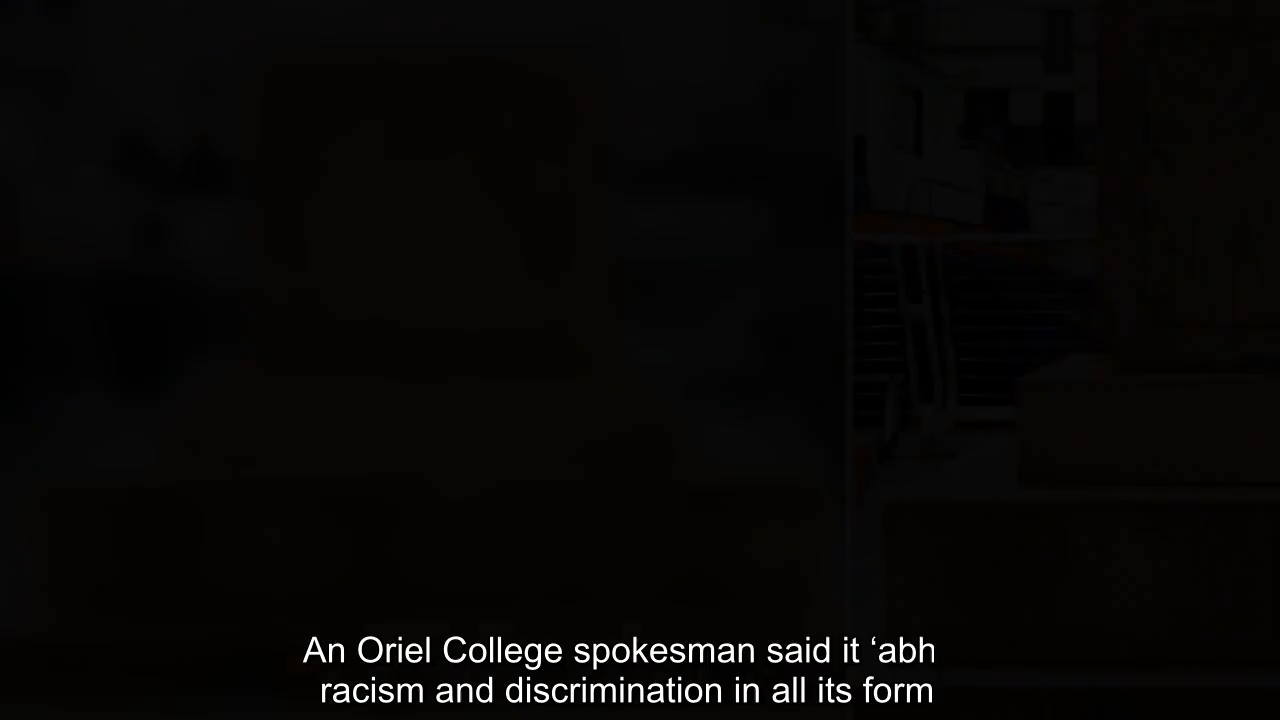 An Oriel College spokesman said it ‘abh
racism and discrimination in all its form